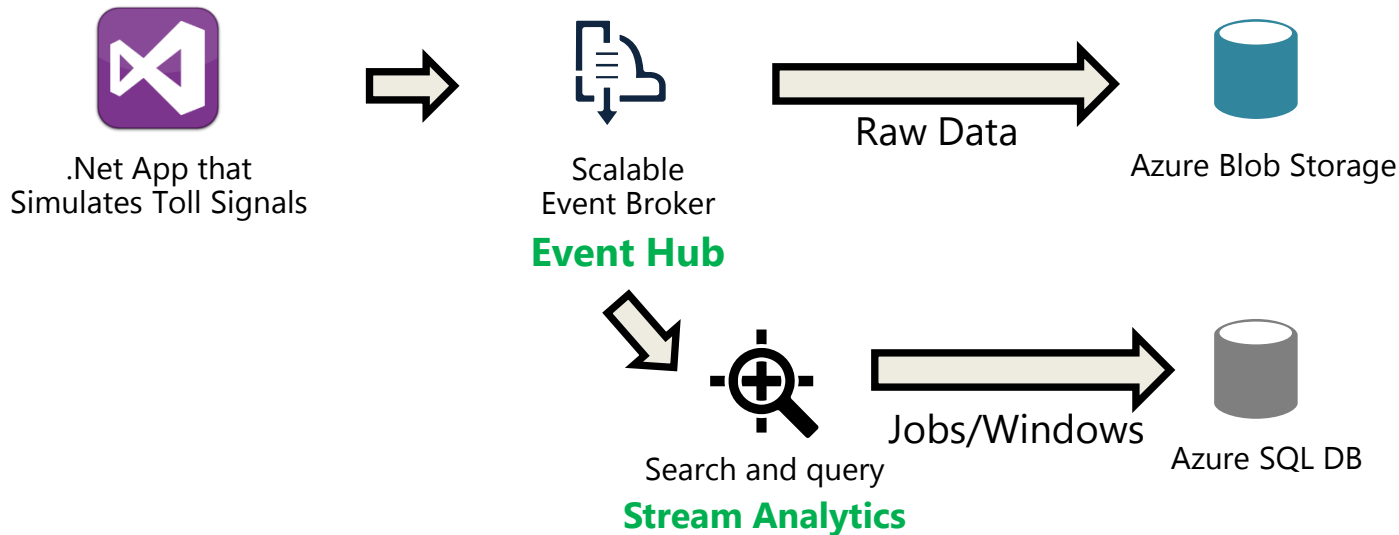 .Net App that
Simulates Toll Signals
Scalable
Event Broker
Event Hub
Raw Data
Azure Blob Storage
Search and query
Stream Analytics
Jobs/Windows
Azure SQL DB